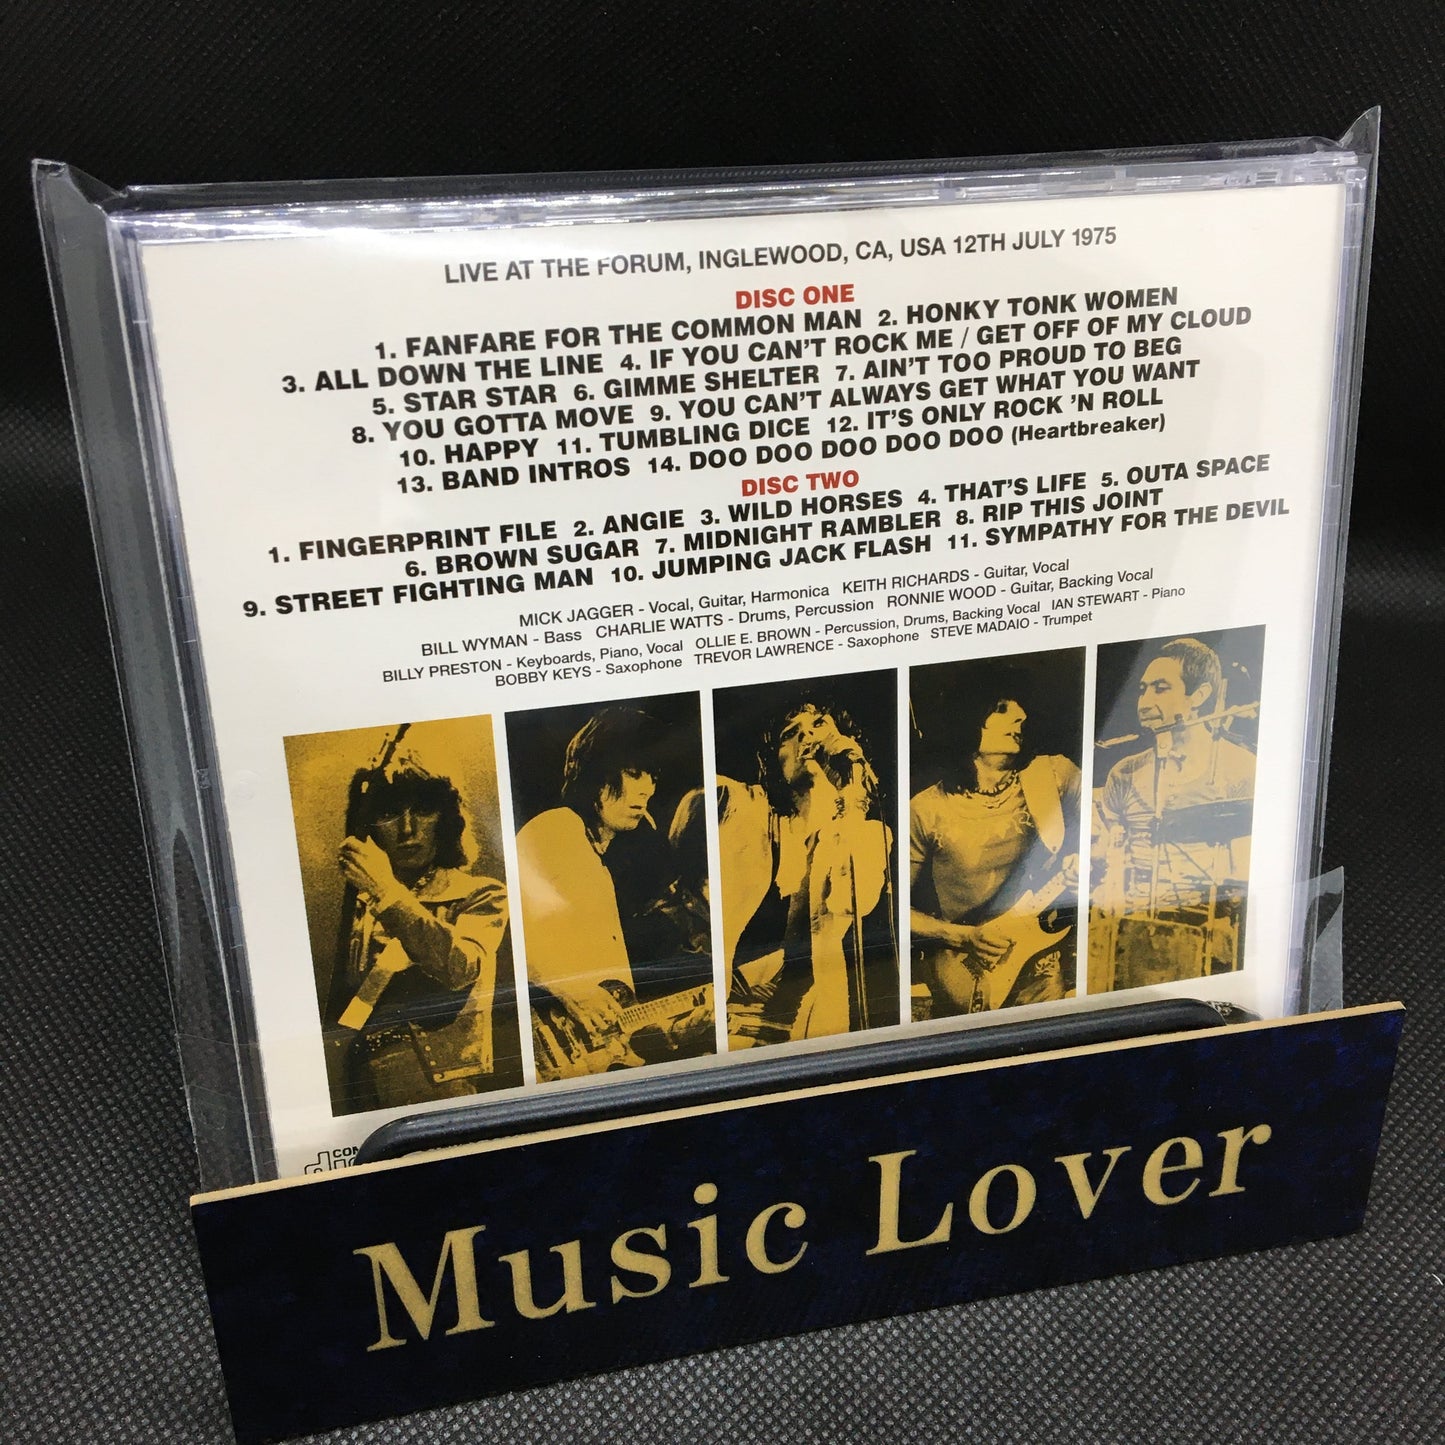 LIVE AT THE FORUM, INGLEWOOD, CA, USA 12TH JULY 1975
DISC ONE
1. FANFARE FOR THE COMMON MAN 2. HONKY TONK WOMEN
3. ALL DOWN THE LINE 4. IF YOU CAN'T ROCK ME / GET OFF OF MY CLOUD
5. STAR STAR 6. GIMME SHELTER 7. AIN'T TOO PROUD TO BEG
8. YOU GOTTA MOVE 9. YOU CAN'T ALWAYS GET WHAT YOU WANT
10. HAPPY 11. TUMBLING DICE 12. IT'S ONLY ROCK 'N ROLL
13. BAND INTROS 14. DOO DOO DOO DOO DOO (Heartbreaker)
DISC TWO
1. FINGERPRINT FILE 2. ANGIE 3. WILD HORSES 4. THAT'S LIFE 5. OUTA SPACE
6. BROWN SUGAR 7. MIDNIGHT RAMBLER 8. RIP THIS JOINT
9. STREET FIGHTING MAN 10. JUMPING JACK FLASH 11. SYMPATHY FOR THE DEVIL
MICK JAGGER - Vocal, Guitar, Harmonica KEITH RICHARDS - Guitar, Vocal
BILL WYMAN - Bass CHARLIE WATTS - Drums, Percussion RONNIE WOOD - Guitar, Backing Vocal
BILLY PRESTON - Keyboards, Piano, Vocal OLLIE E. BROWN - Percussion, Drums, Backing Vocal IAN STEWART - Piano
BOBBY KEYS - Saxophone TREVOR LAWRENCE - Saxophone STEVE MADAIO - Trumpet
Music Lover